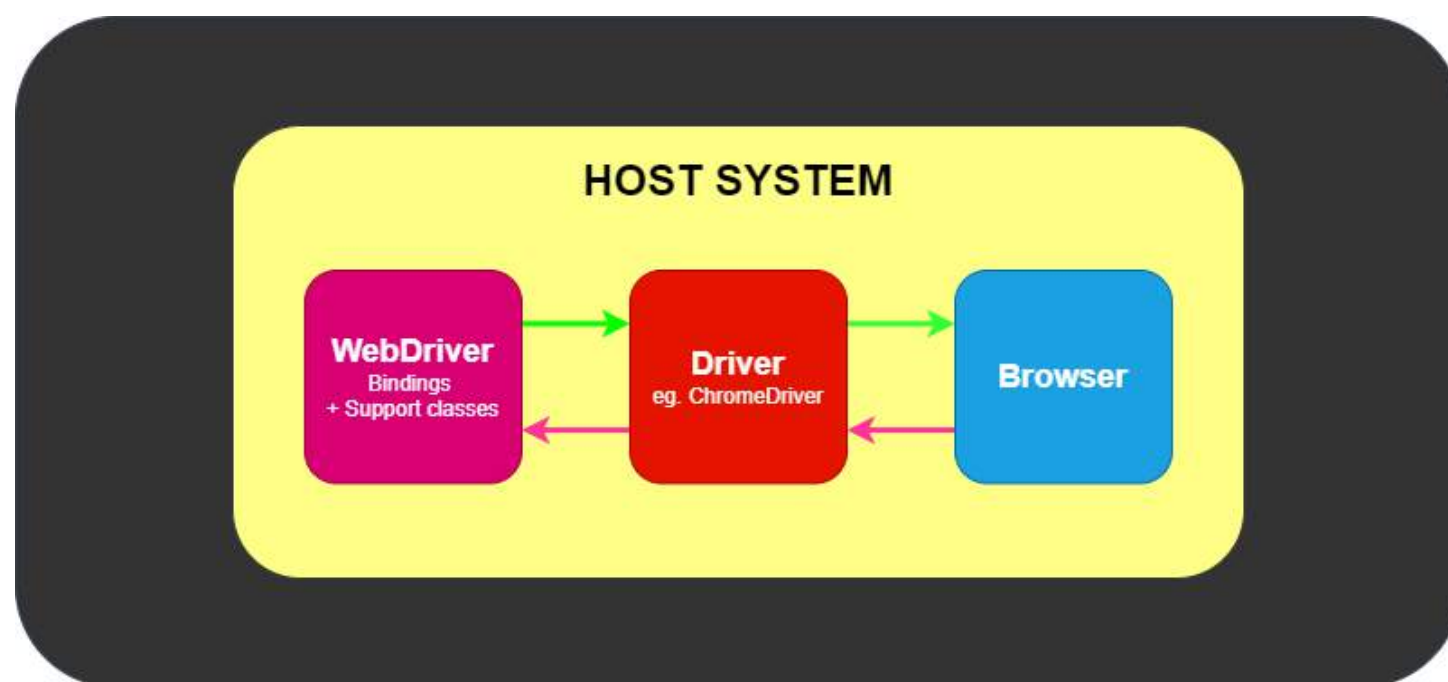 HOST SYSTEM
WebDriver
Bindings
+ Support classes
Driver
eg. ChromeDriver
Browser